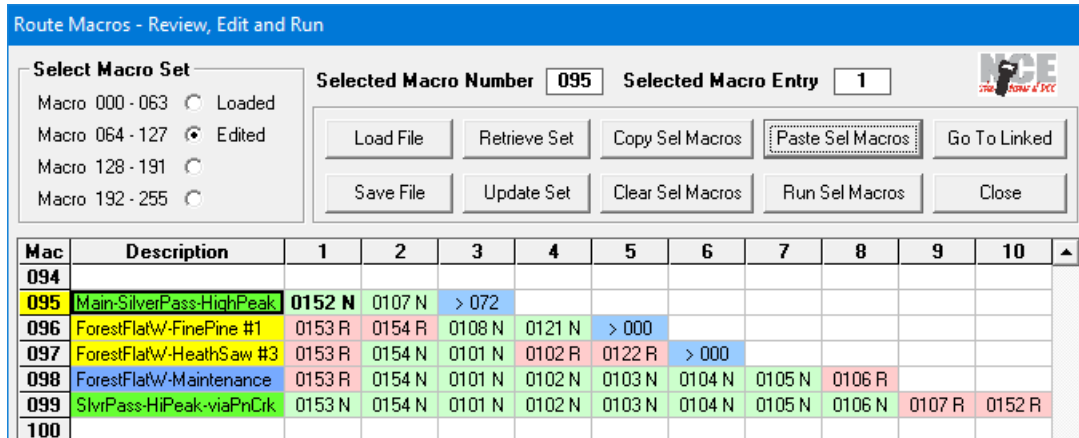 Route Macros - Review, Edit and Run
Select Macro Set
Macro 000 - 063 Loaded
Macro 064 - 127 Edited
Macro 128 - 191
Macro 192 - 255
Selected Macro Number 095 Selected Macro Entry 1
NCE
Load File Retrieve Set Copy Sel Macros Paste Sel Macros Go To Linked
Save File Update Set Clear Sel Macros Run Sel Macros Close
Mac Description 1 2 3 4 5 6 7 8 9 10
094
095 Main-SilverPass-HighPeak 0152 N 0107 N > 072
096 ForestFlatW-FinePine #1 0153 R 0154 R 0108 N 0121 N > 000
097 ForestFlatW-HeathSaw #3 0153 R 0154 N 0101 N 0102 R 0122 R > 000
098 ForestFlatW-Maintenance 0153 R 0154 N 0101 N 0102 N 0103 N 0104 N 0105 N 0106 R
099 SlvrPass-HiPeak-viaPnCrk 0153 N 0154 N 0101 N 0102 N 0103 N 0104 N 0105 N 0106 N 0107 R 0152 R
100